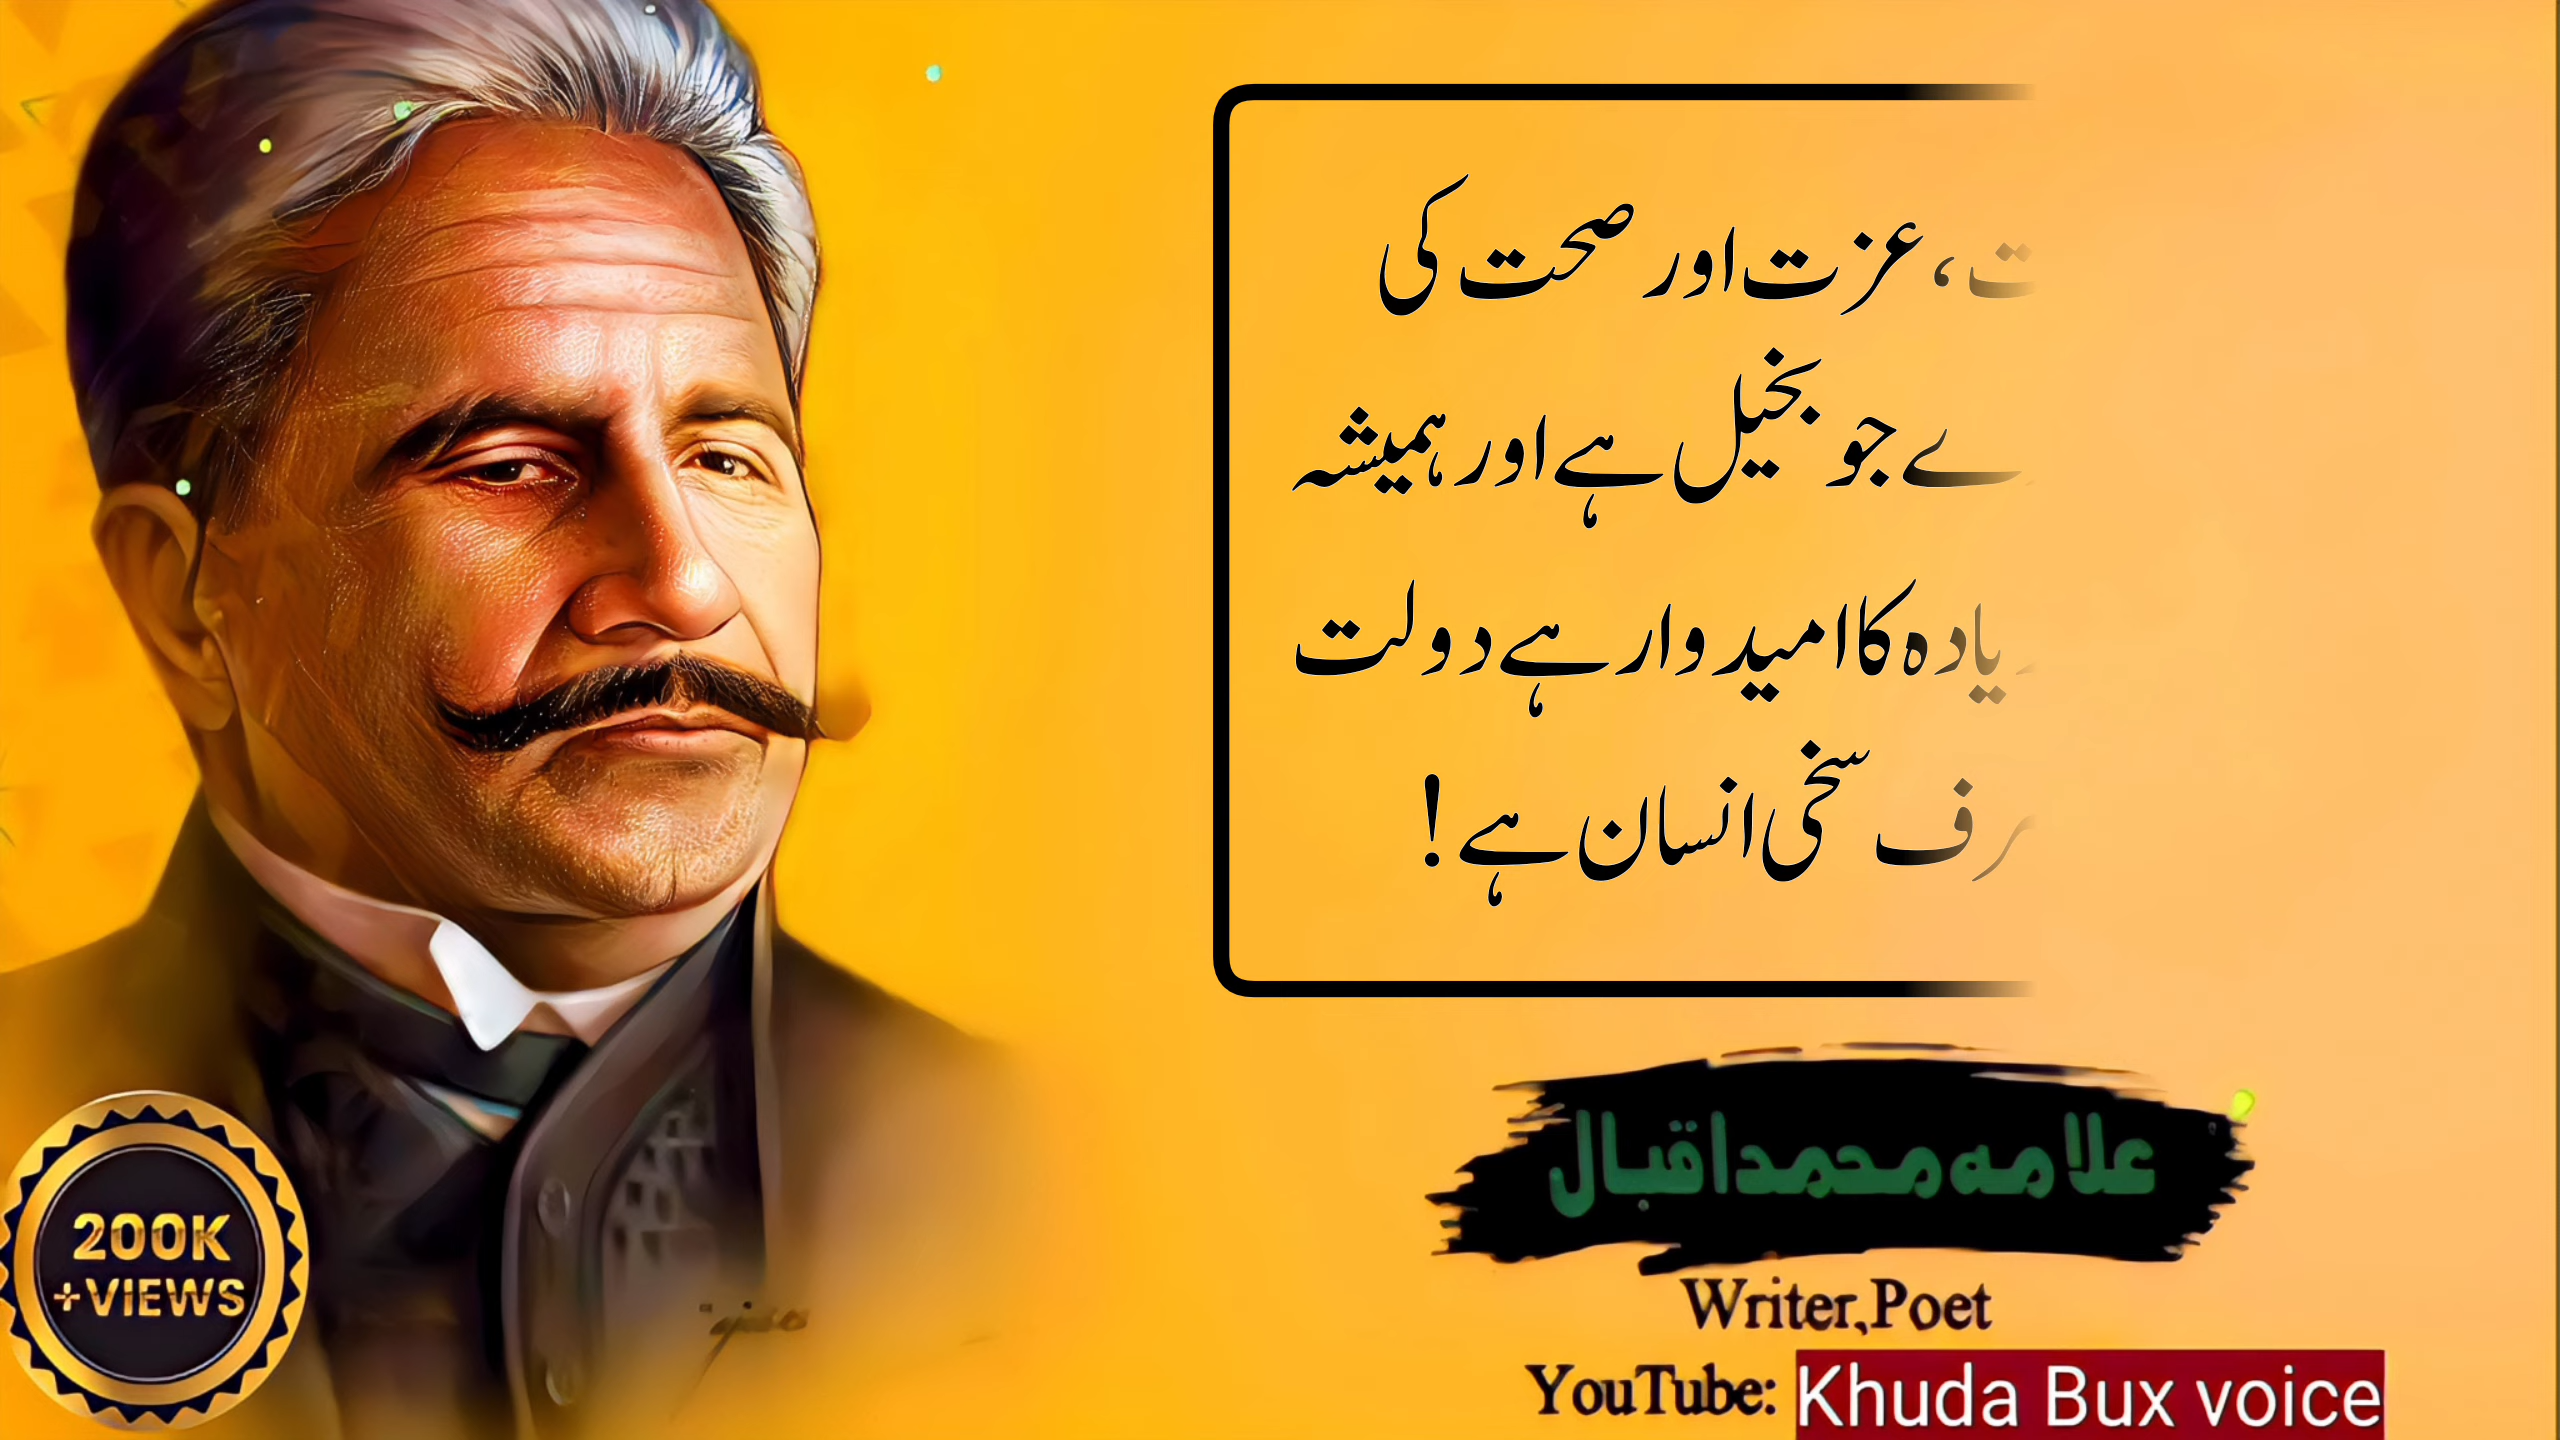 ، عزت اور صحت کی
جو بخیل ہے اور ہمیشہ
کا امیدوار ہے دولت
سخی انسان ہے!
علامہ محمد اقبال
Writer,Poet
YouTube: Khuda Bux voice
200K
+VIEWS